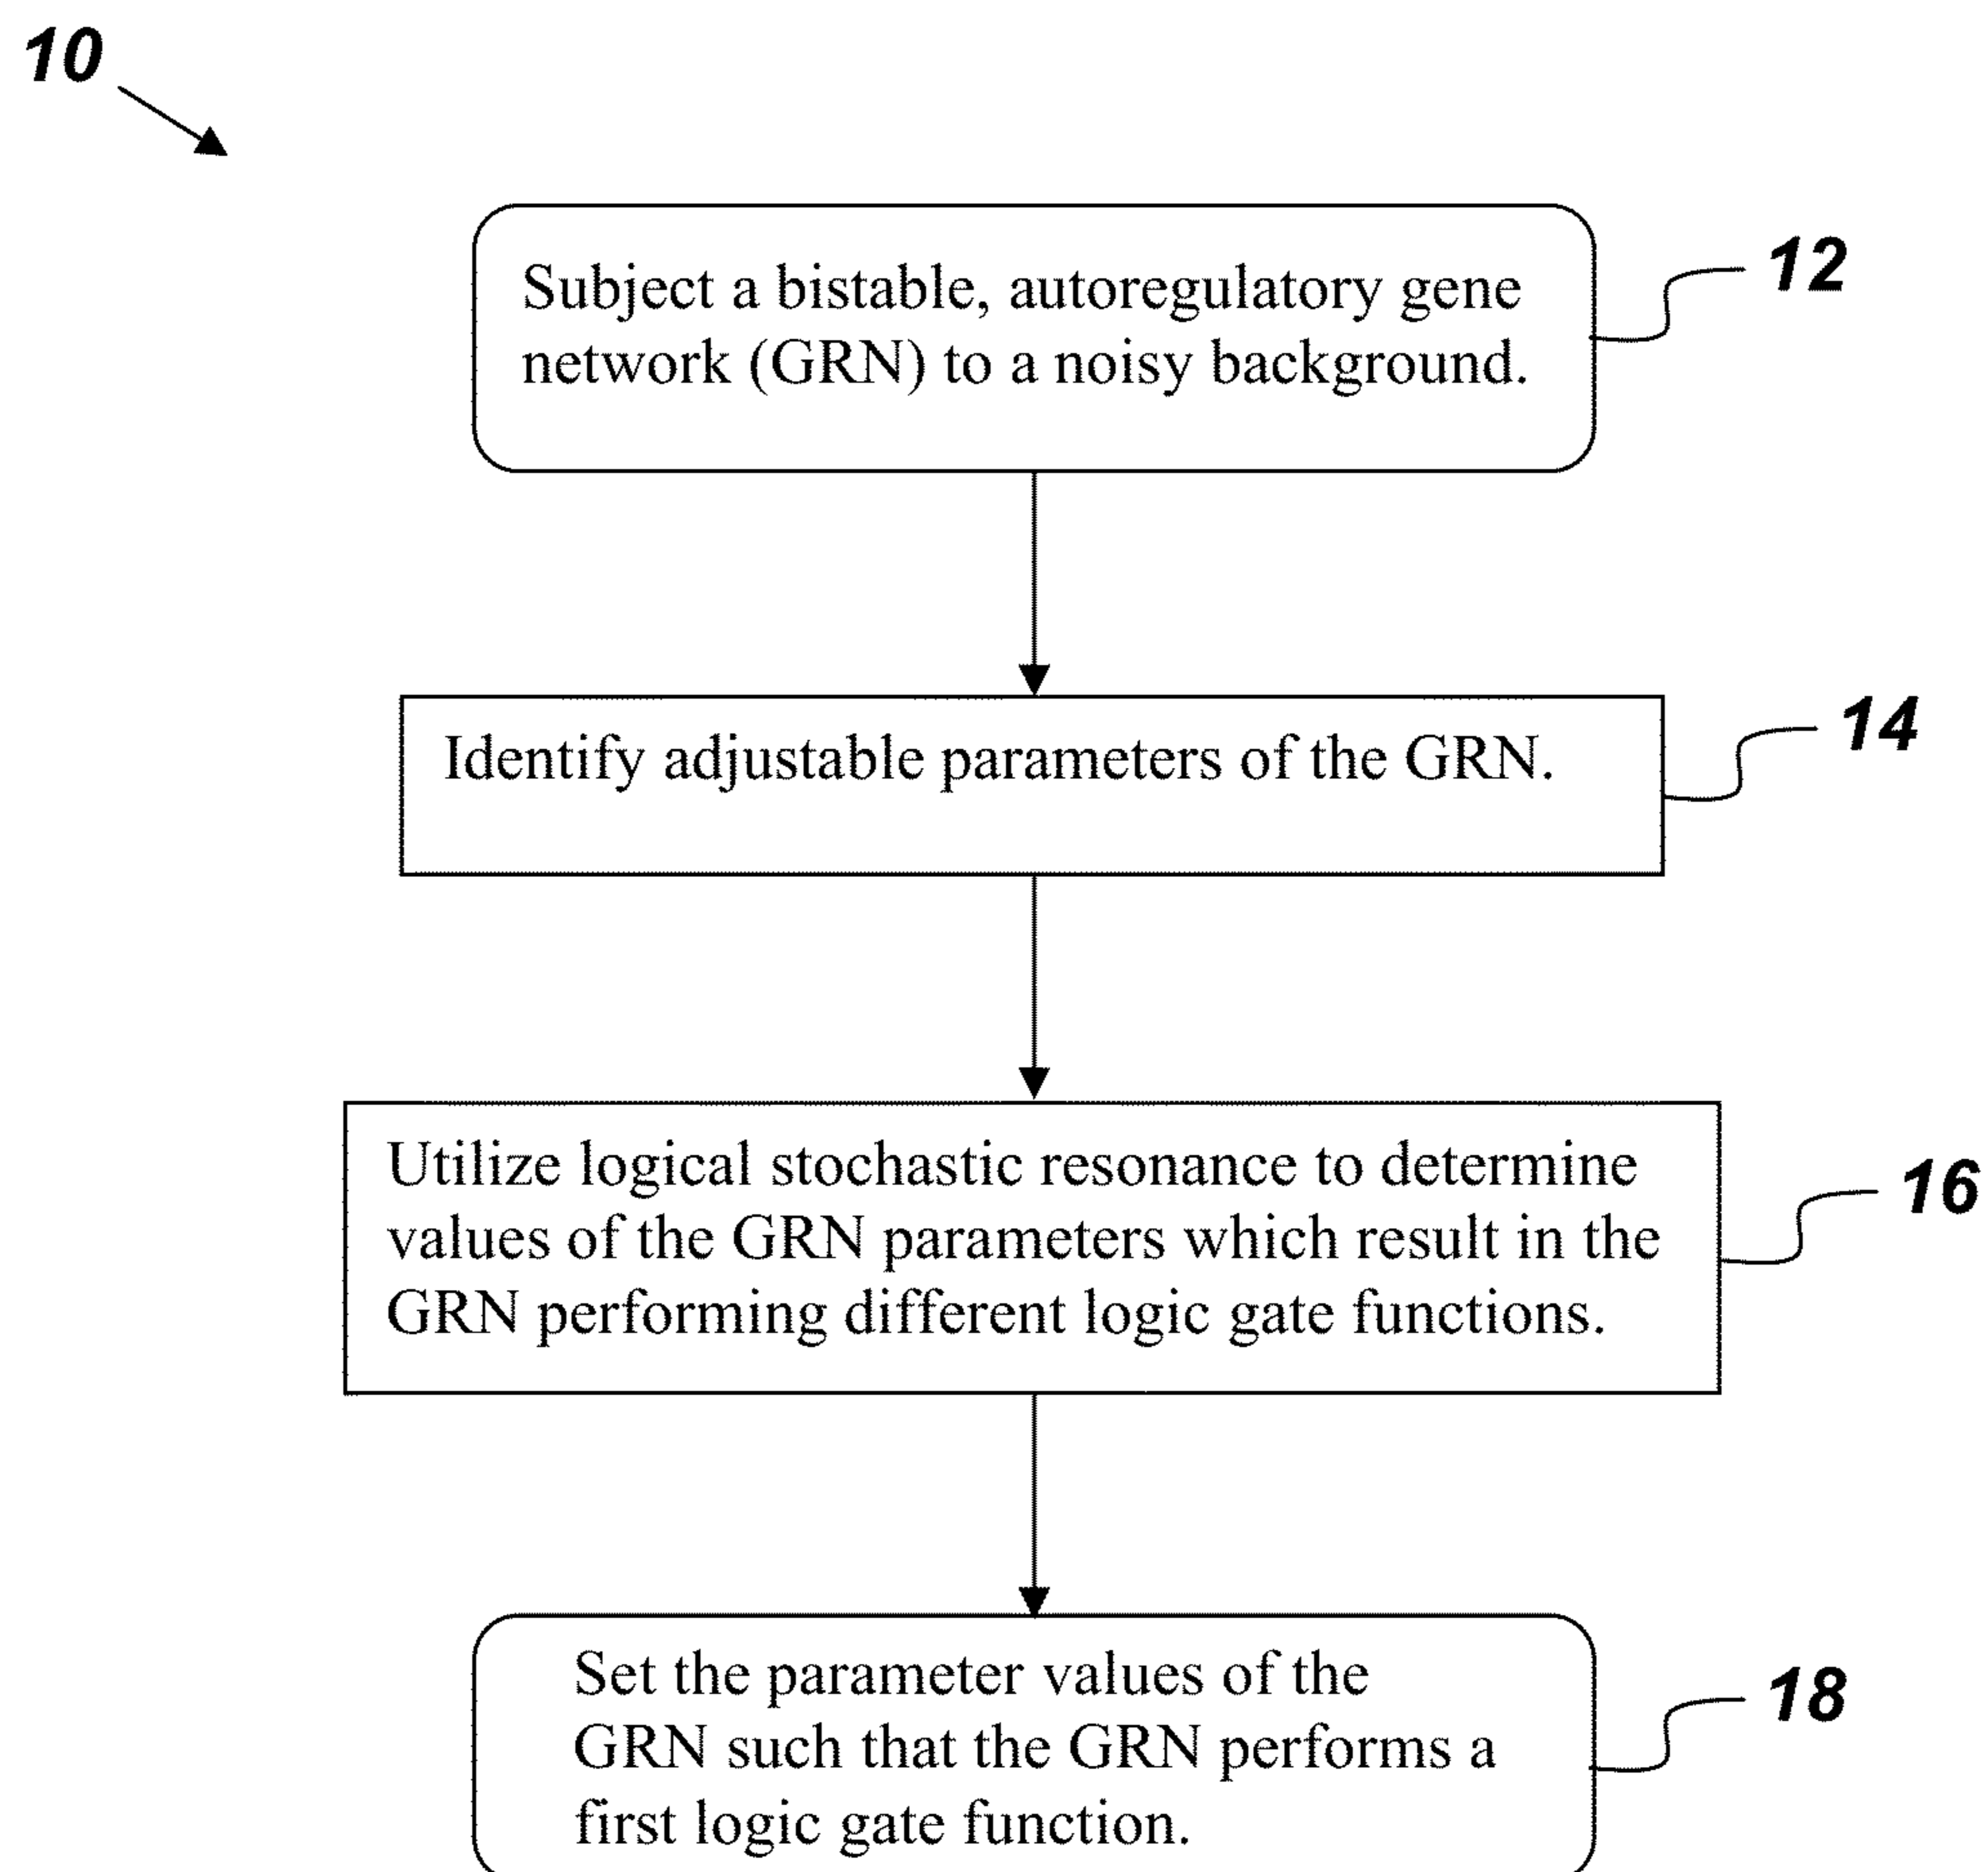 10
Subject a bistable, autoregulatory gene
network (GRN) to a noisy background.
12
Identify adjustable parameters of the GRN.
14
Utilize logical stochastic resonance to determine
values of the GRN parameters which result in the
GRN performing different logic gate functions.
16
Set the parameter values of the
GRN such that the GRN performs a
first logic gate function.
18